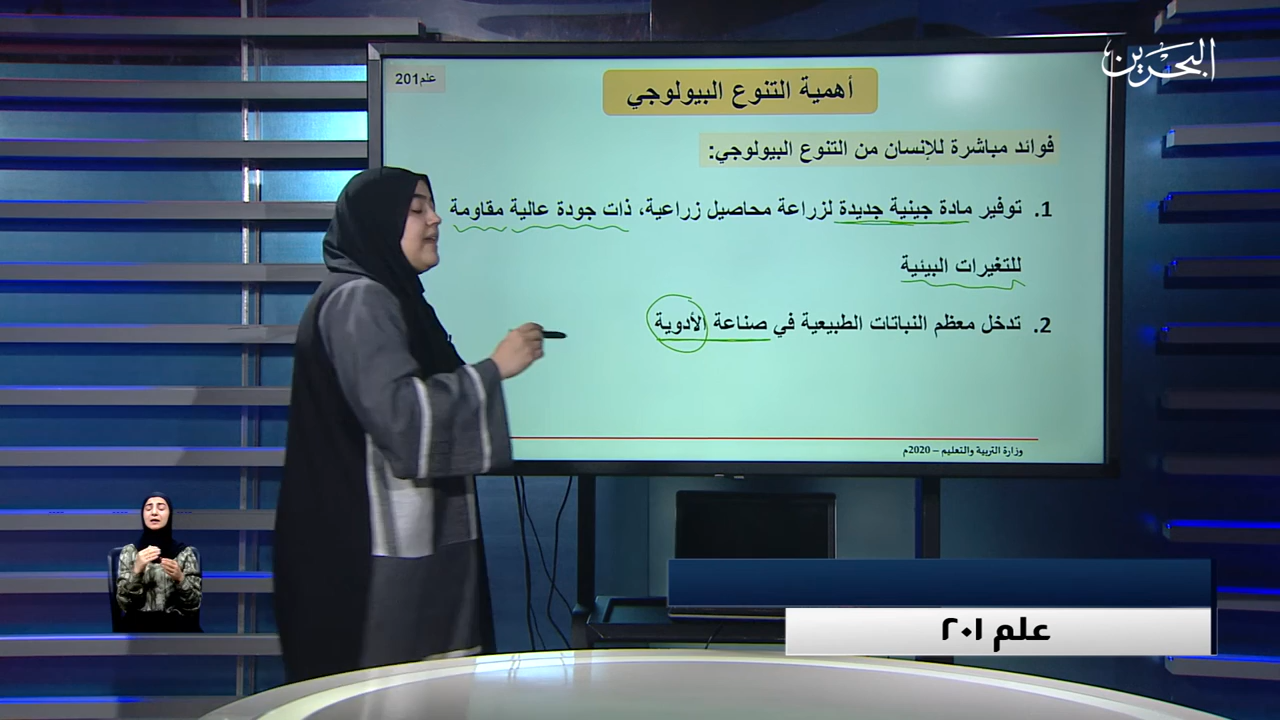 البحرين
علم201
أهمية التنوع البيولوجي
فوائد مباشرة للإنسان من التنوع البيولوجي:
1. توفير مادة جينية جديدة لزراعة محاصيل زراعية، ذات جودة عالية مقاومة
للتغيرات البيئية
2. تدخل معظم النباتات الطبيعية في صناعة الأدوية
وزارة التربية والتعليم – 2020م
علم ٢٠١